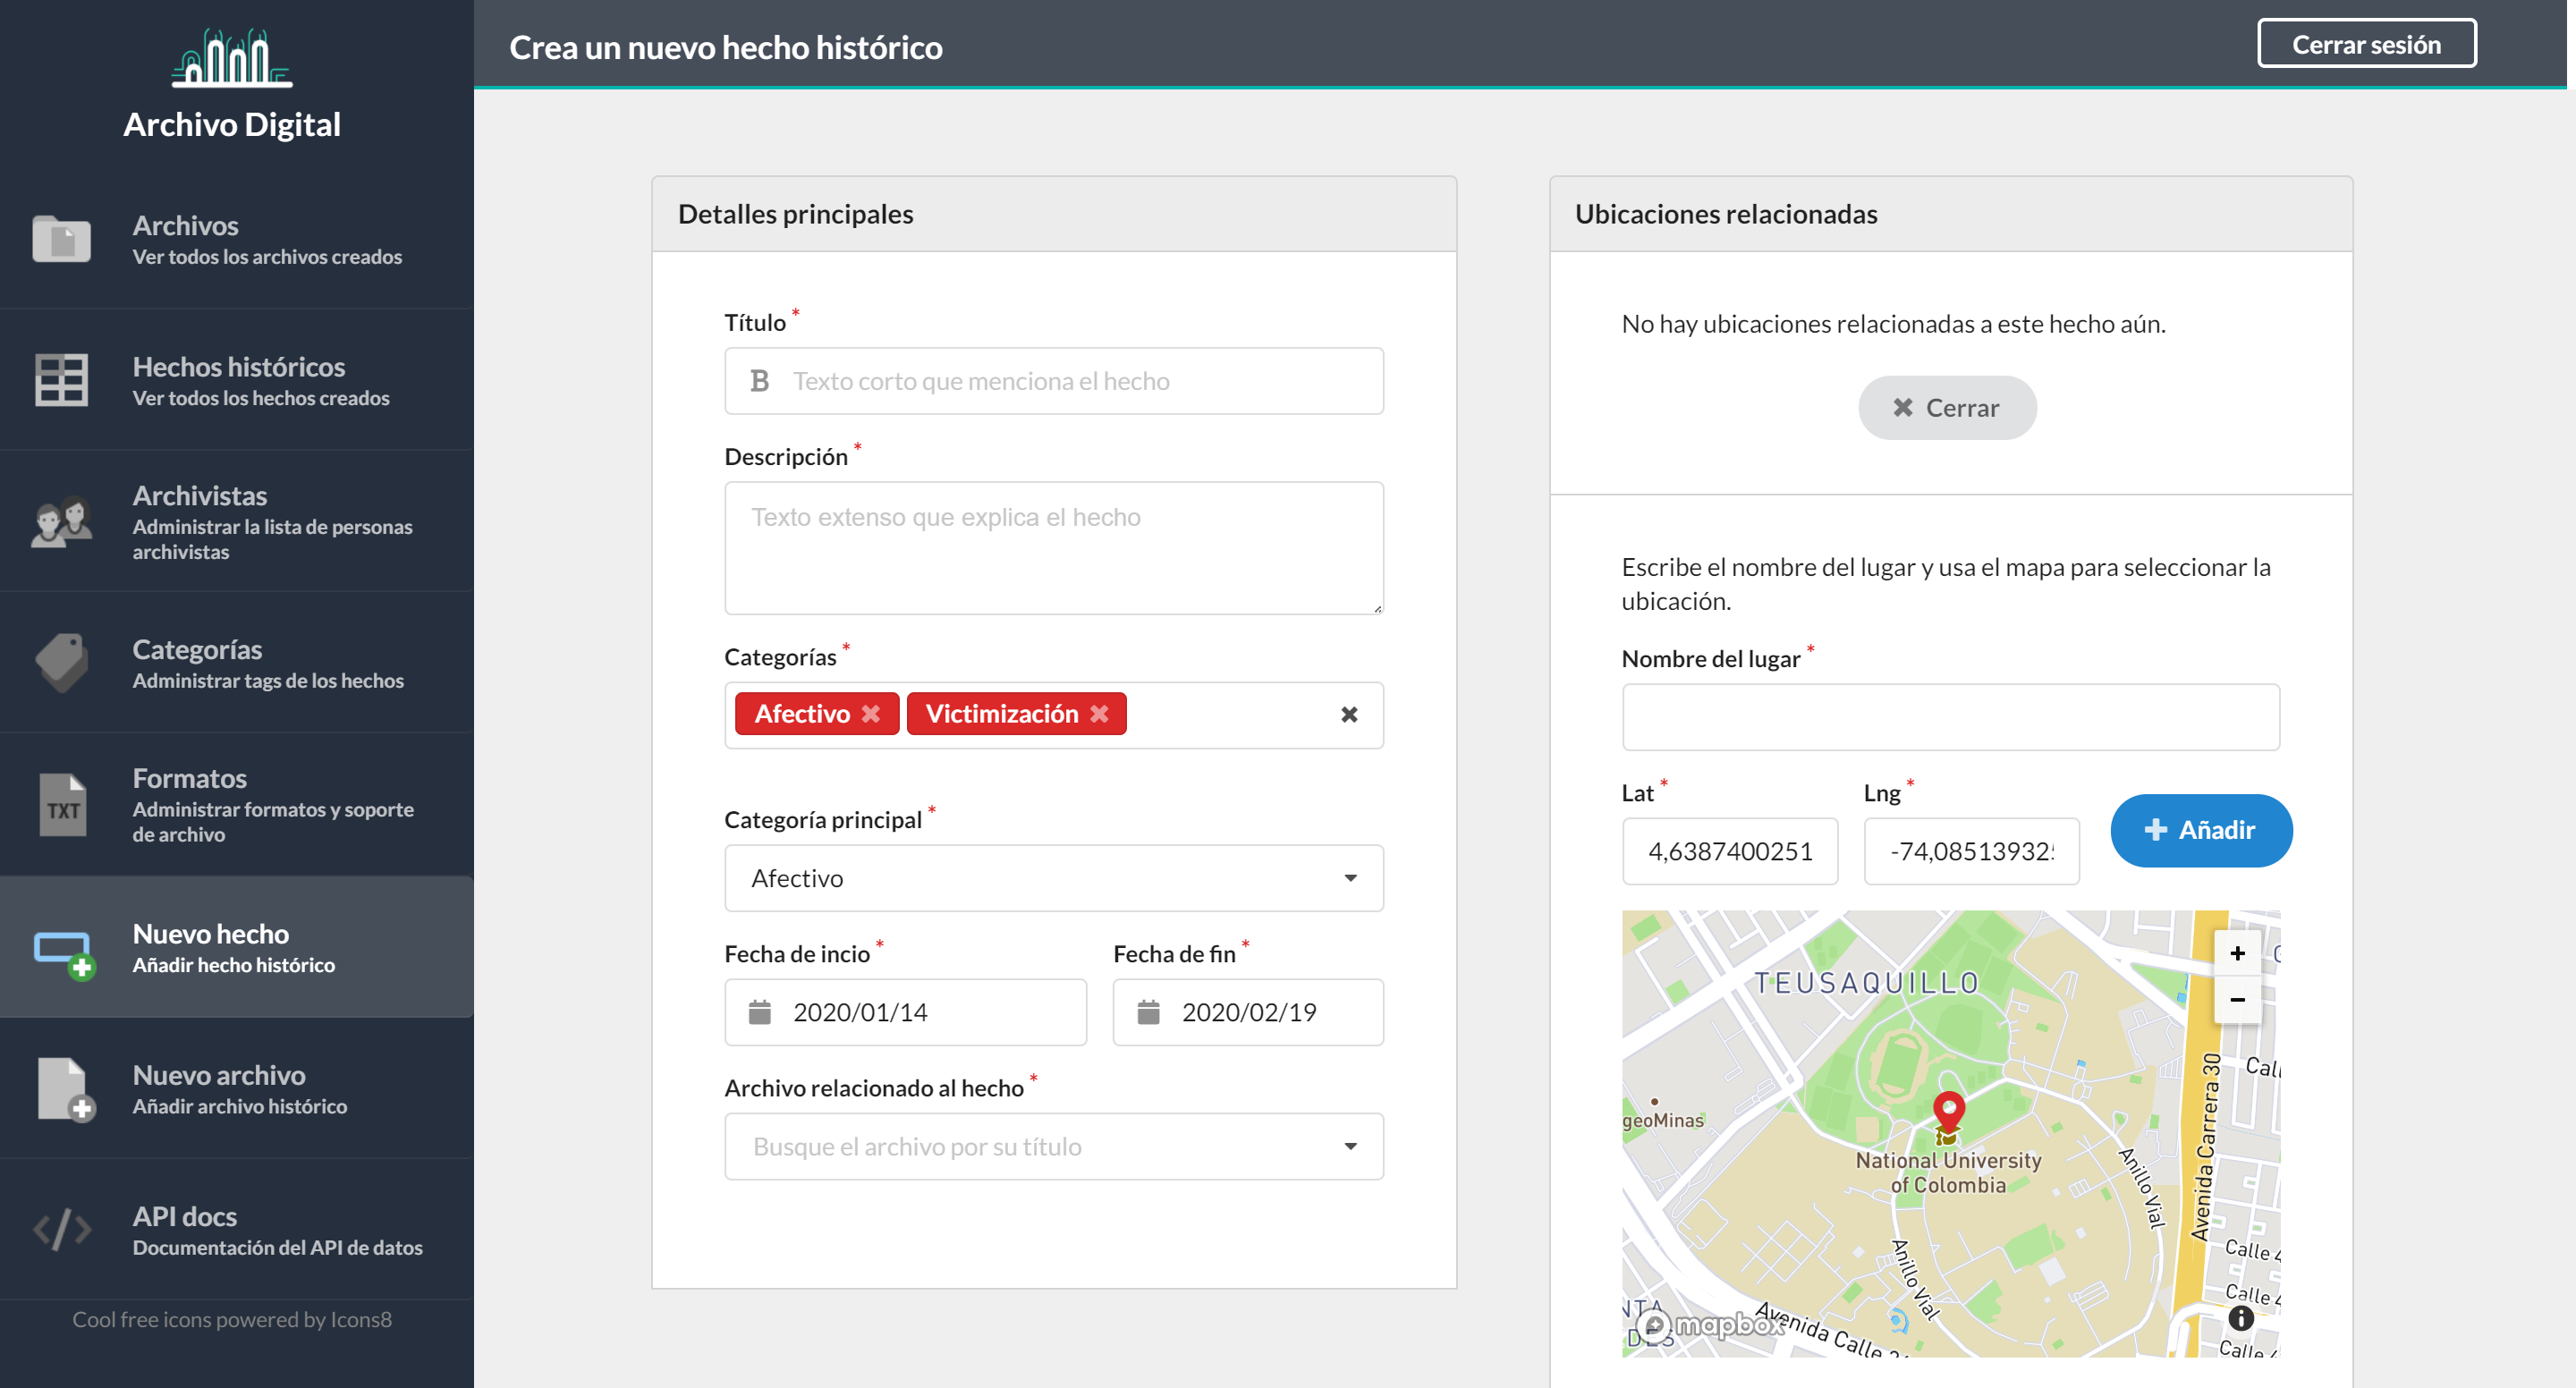 Archivo Digital
Archivos
Ver todos los archivos creados
Hechos históricos
Ver todos los hechos creados
Archivistas
Administrar la lista de personas
archivistas
Categorías
Administrar tags de los hechos
TXT
Formatos
Administrar formatos y soporte
de archivo
Nuevo hecho
Añadir hecho histórico
Nuevo archivo
Añadir archivo histórico
API docs
Documentación del API de datos
Cool free icons powered by Icons8
Crea un nuevo hecho histórico
Cerrar sesión
Detalles principales
Título *
B Texto corto que menciona el hecho
Descripción *
Texto extenso que explica el hecho
Categorías *
Afectivo Victimización
Categoría principal *
Afectivo
Fecha de incio * Fecha de fin *
2020/01/14 2020/02/19
Archivo relacionado al hecho *
Busque el archivo por su título
Ubicaciones relacionadas
No hay ubicaciones relacionadas a este hecho aún.
Cerrar
Escribe el nombre del lugar y usa el mapa para seleccionar la
ubicación.
Nombre del lugar *
Lat * Lng *
4,6387400251 -74,08513932
Añadir
TEUSAQUILLO
geoMinas
National University
of Colombia
Anillo Vial
Anillo Vial
Avenida Carrera 30
Calle 4
Calle 4
Calle 4
Avenida Calle 2
mapbox